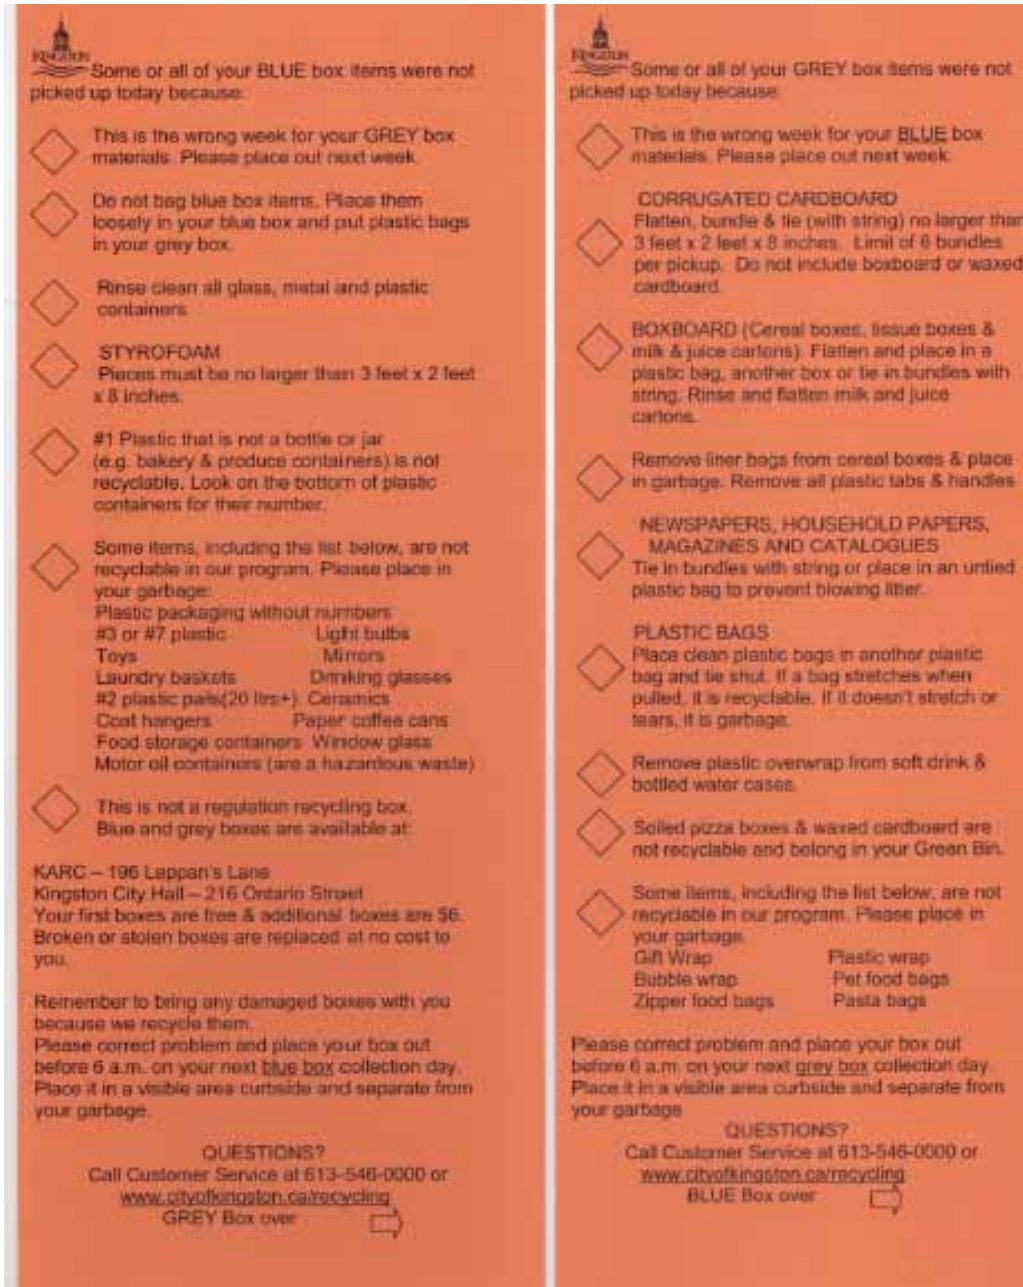 KINGSTON
Some or all of your BLUE box items were not
picked up today because:
This is the wrong week for your GREY box
materials. Please place out next week.
Do not bag blue box items. Place them
loosely in your blue box and put plastic bags
in your grey box.
Rinse clean all glass, metal and plastic
containers
STYROFOAM
Pieces must be no larger than 3 feet x 2 feet
x 8 inches.
#1 Plastic that is not a bottle or jar
(e.g. bakery & produce containers) is not
recyclable. Look on the bottom of plastic
containers for their number.
Some items, including the list below, are not
recyclable in our program. Please place in
your garbage:
Plastic packaging without numbers
#3 or #7 plastic Light bulbs
Toys Mirrors
Laundry baskets Drinking glasses
#2 plastic pails(20 ltrs+) Ceramics
Coat hangers Paper coffee cans
Food storage containers Window glass
Motor oil containers (are a hazardous waste)
This is not a regulation recycling box.
Blue and grey boxes are available at:
KARC – 196 Lappan's Lane
Kingston City Hall – 216 Ontario Street
Your first boxes are free & additional boxes are $6.
Broken or stolen boxes are replaced at no cost to
you.
Remember to bring any damaged boxes with you
because we recycle them.
Please correct problem and place your box out
before 6 a.m. on your next blue box collection day.
Place it in a visible area curbside and separate from
your garbage.
QUESTIONS?
Call Customer Service at 613-546-0000 or
www.cityofkingston.ca/recycling
GREY Box over
KINGSTON
Some or all of your GREY box items were not
picked up today because:
This is the wrong week for your BLUE box
materials. Please place out next week.
CORRUGATED CARDBOARD
Flatten, bundle & tie (with string) no larger than
3 feet x 2 feet x 8 inches. Limit of 6 bundles
per pickup. Do not include boxboard or waxed
cardboard.
BOXBOARD (Cereal boxes, tissue boxes &
milk & juice cartons). Flatten and place in a
plastic bag, another box or tie in bundles with
string. Rinse and flatten milk and juice
cartons.
Remove liner bags from cereal boxes & place
in garbage. Remove all plastic tabs & handles
NEWSPAPERS, HOUSEHOLD PAPERS,
MAGAZINES AND CATALOGUES
Tie in bundles with string or place in an untied
plastic bag to prevent blowing litter.
PLASTIC BAGS
Place clean plastic bags in another plastic
bag and tie shut. If a bag stretches when
pulled, it is recyclable. If it doesn't stretch or
tears, it is garbage.
Remove plastic overwrap from soft drink &
bottled water cases.
Soiled pizza boxes & waxed cardboard are
not recyclable and belong in your Green Bin.
Some items, including the list below, are not
recyclable in our program. Please place in
your garbage.
Gift Wrap Plastic wrap
Bubble wrap Pet food bags
Zipper food bags Pasta bags
Please correct problem and place your box out
before 6 a.m. on your next grey box collection day.
Place it in a visible area curbside and separate from
your garbage
QUESTIONS?
Call Customer Service at 613-546-0000 or
www.cityofkingston.ca/recycling
BLUE Box over